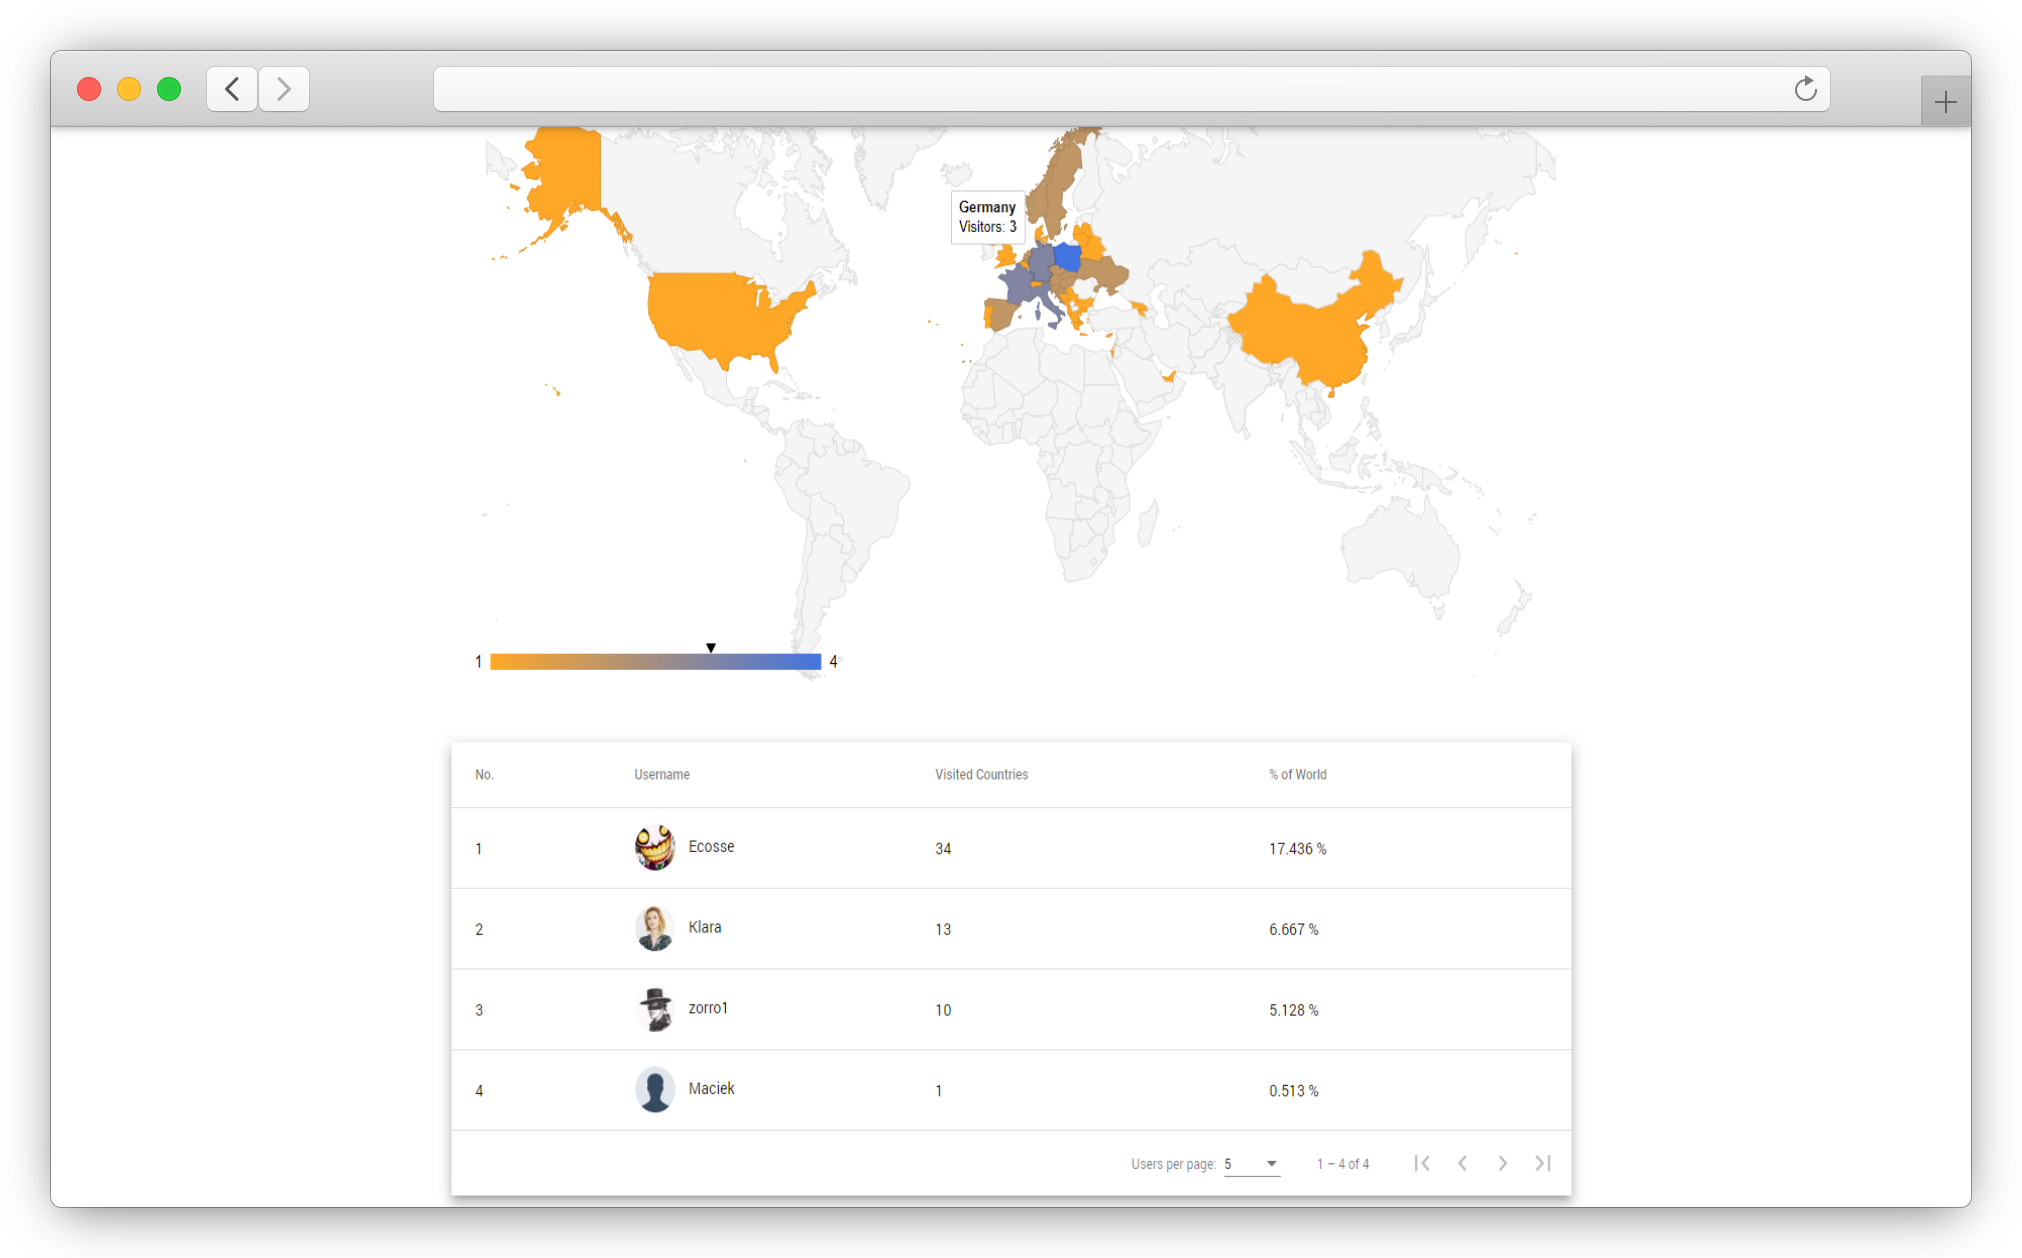 Germany
Visitors: 3
1 4
No. Username Visited Countries % of World
1 Ecosse 34 17.436 %
2 Klara 13 6.667 %
3 zorro1 10 5.128 %
4 Maciek 1 0.513 %
Users per page: 5 1 – 4 of 4